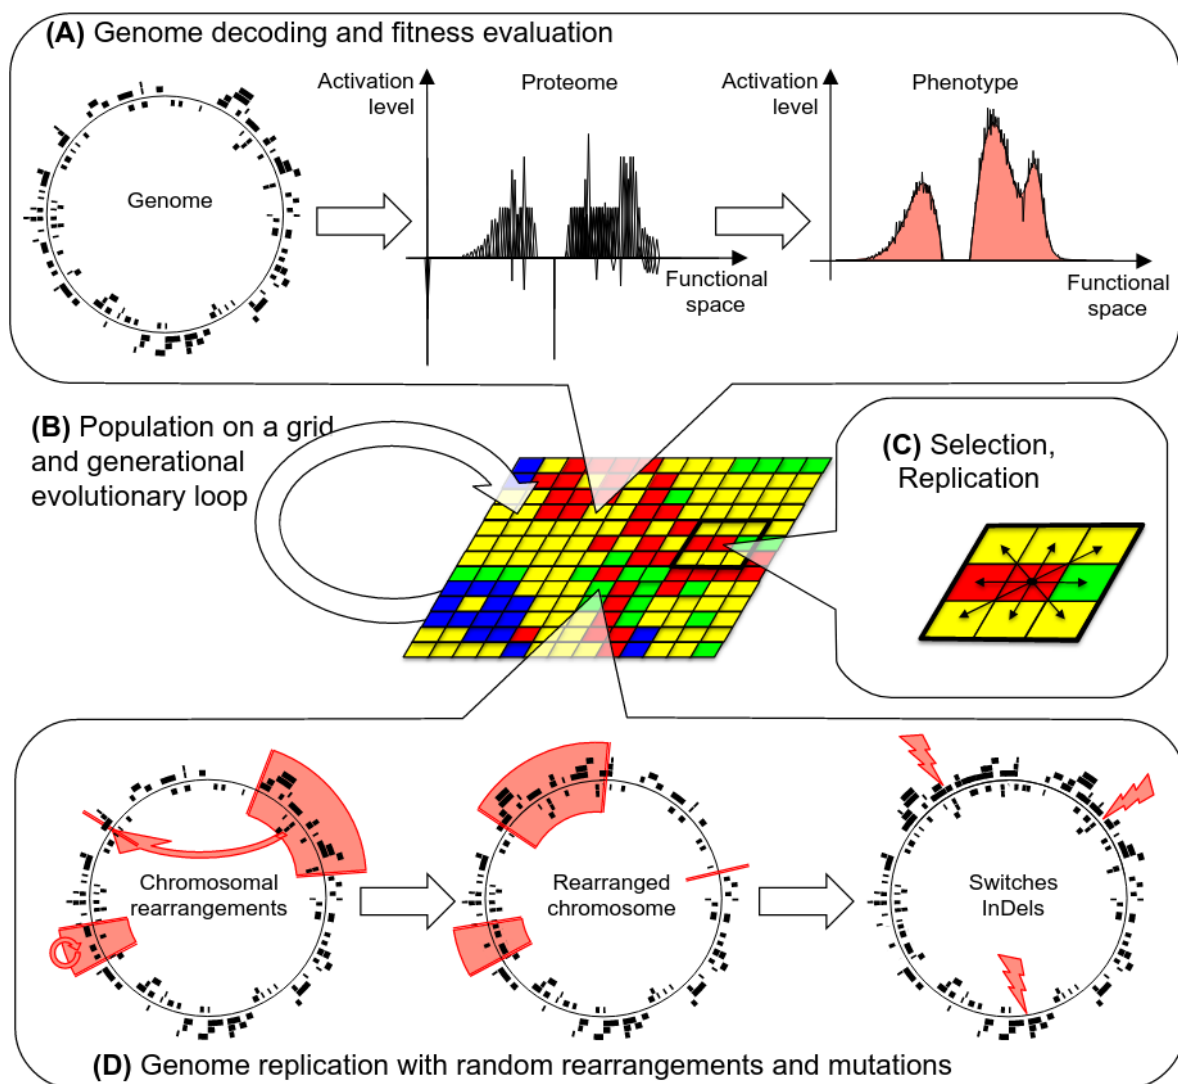 (A) Genome decoding and fitness evaluation
Activation
level
Proteome
Activation
level
Phenotype
Genome
Functional
space
Functional
space
(B) Population on a grid
and generational
evolutionary loop
(C) Selection,
Replication
Chromosomal
rearrangements
Rearranged
chromosome
Switches
InDels
(D) Genome replication with random rearrangements and mutations